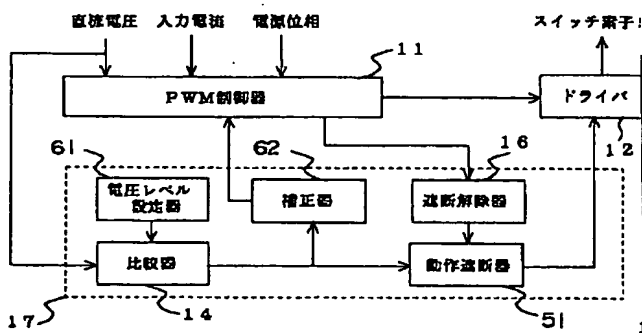 直流電圧 入力電流 電源位相 スイッチ素子
11
PWM制御器 ドライバ
12
61 62 16
電圧レベル
設定器
補正器 遮断解除器
比較器 動作遮断器
17 14 51